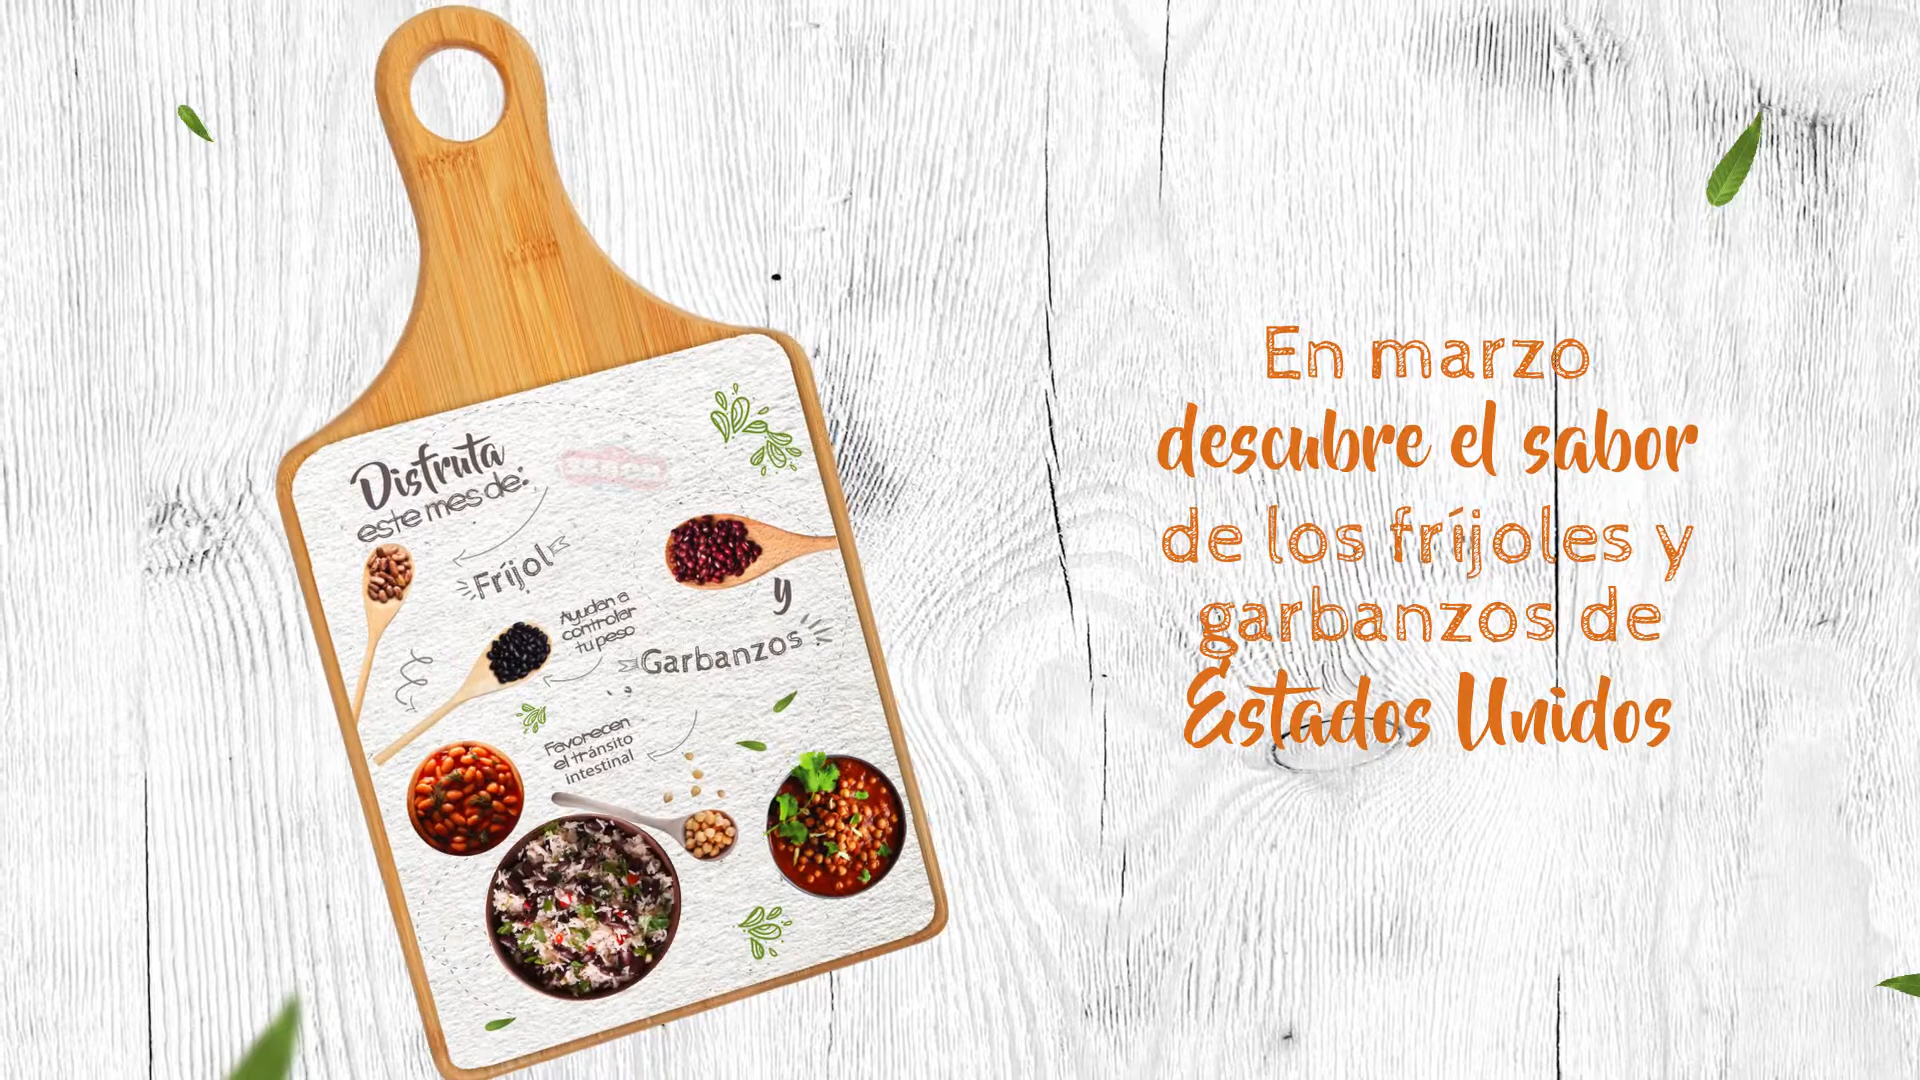 Disfruta
este mes de:
Fríjol
y
Ayudan a
controlar
tu peso
Garbanzos
Favorecen
el tránsito
intestinal
En marzo
descubre el sabor
de los fríjoles y
garbanzos de
Estados Unidos